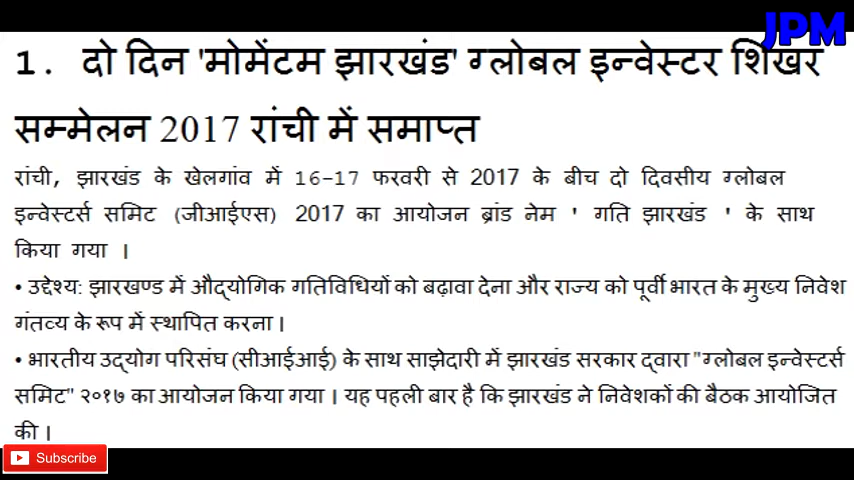 JPM
1. दो दिन 'मोमेंटम झारखंड' ग्लोबल इन्वेस्टर शिखर
सम्मेलन 2017 रांची में समाप्त
रांची, झारखंड के खेलगांव में 16-17 फरवरी से 2017 के बीच दो दिवसीय ग्लोबल
इन्वेस्टर्स समिट (जीआईएस) 2017 का आयोजन ब्रांड नेम ' गति झारखंड ' के साथ
किया गया ।
• उद्देश्य: झारखण्ड में औद्योगिक गतिविधियों को बढ़ावा देना और राज्य को पूर्वी भारत के मुख्य निवेश
गंतव्य के रूप में स्थापित करना ।
• भारतीय उद्योग परिसंघ (सीआईआई) के साथ साझेदारी में झारखंड सरकार द्वारा "ग्लोबल इन्वेस्टर्स
समिट" २०१७ का आयोजन किया गया । यह पहली बार है कि झारखंड ने निवेशकों की बैठक आयोजित
की ।
Subscribe